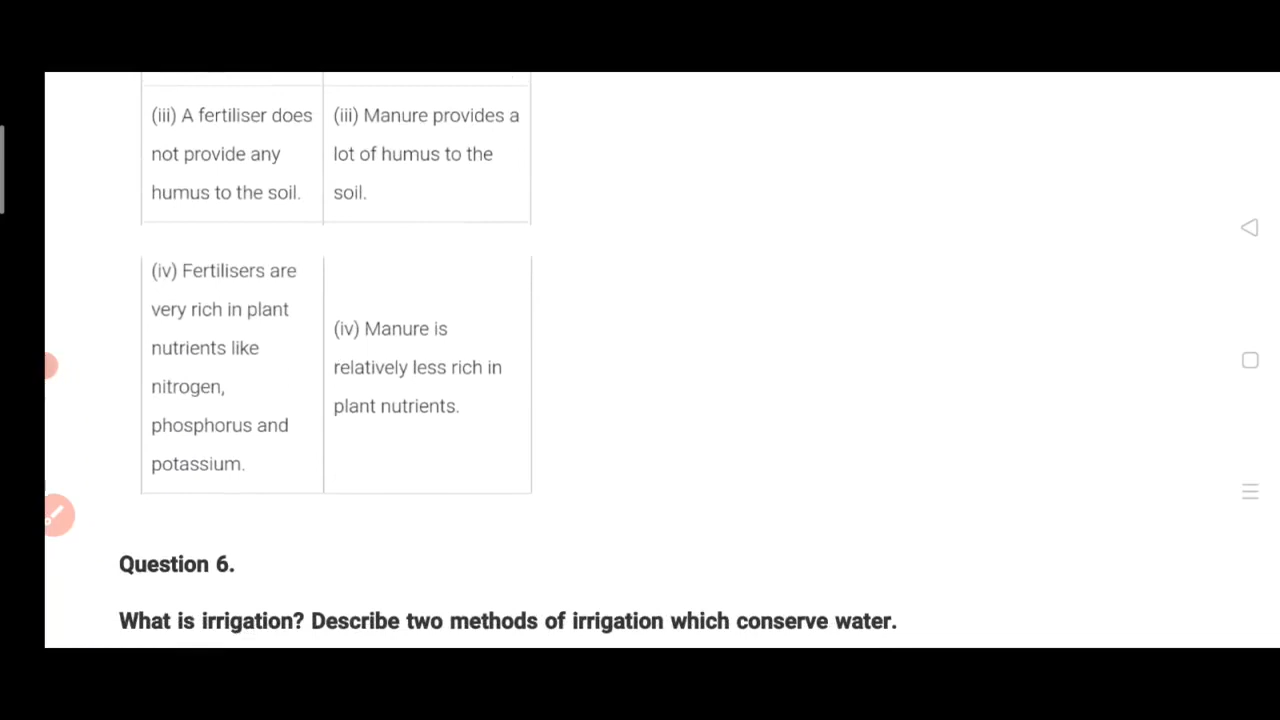 (iii) A fertiliser does
not provide any
humus to the soil.
(iii) Manure provides a
lot of humus to the
soil.
(iv) Fertilisers are
very rich in plant
nutrients like
nitrogen,
phosphorus and
potassium.
(iv) Manure is
relatively less rich in
plant nutrients.
Question 6.
What is irrigation? Describe two methods of irrigation which conserve water.